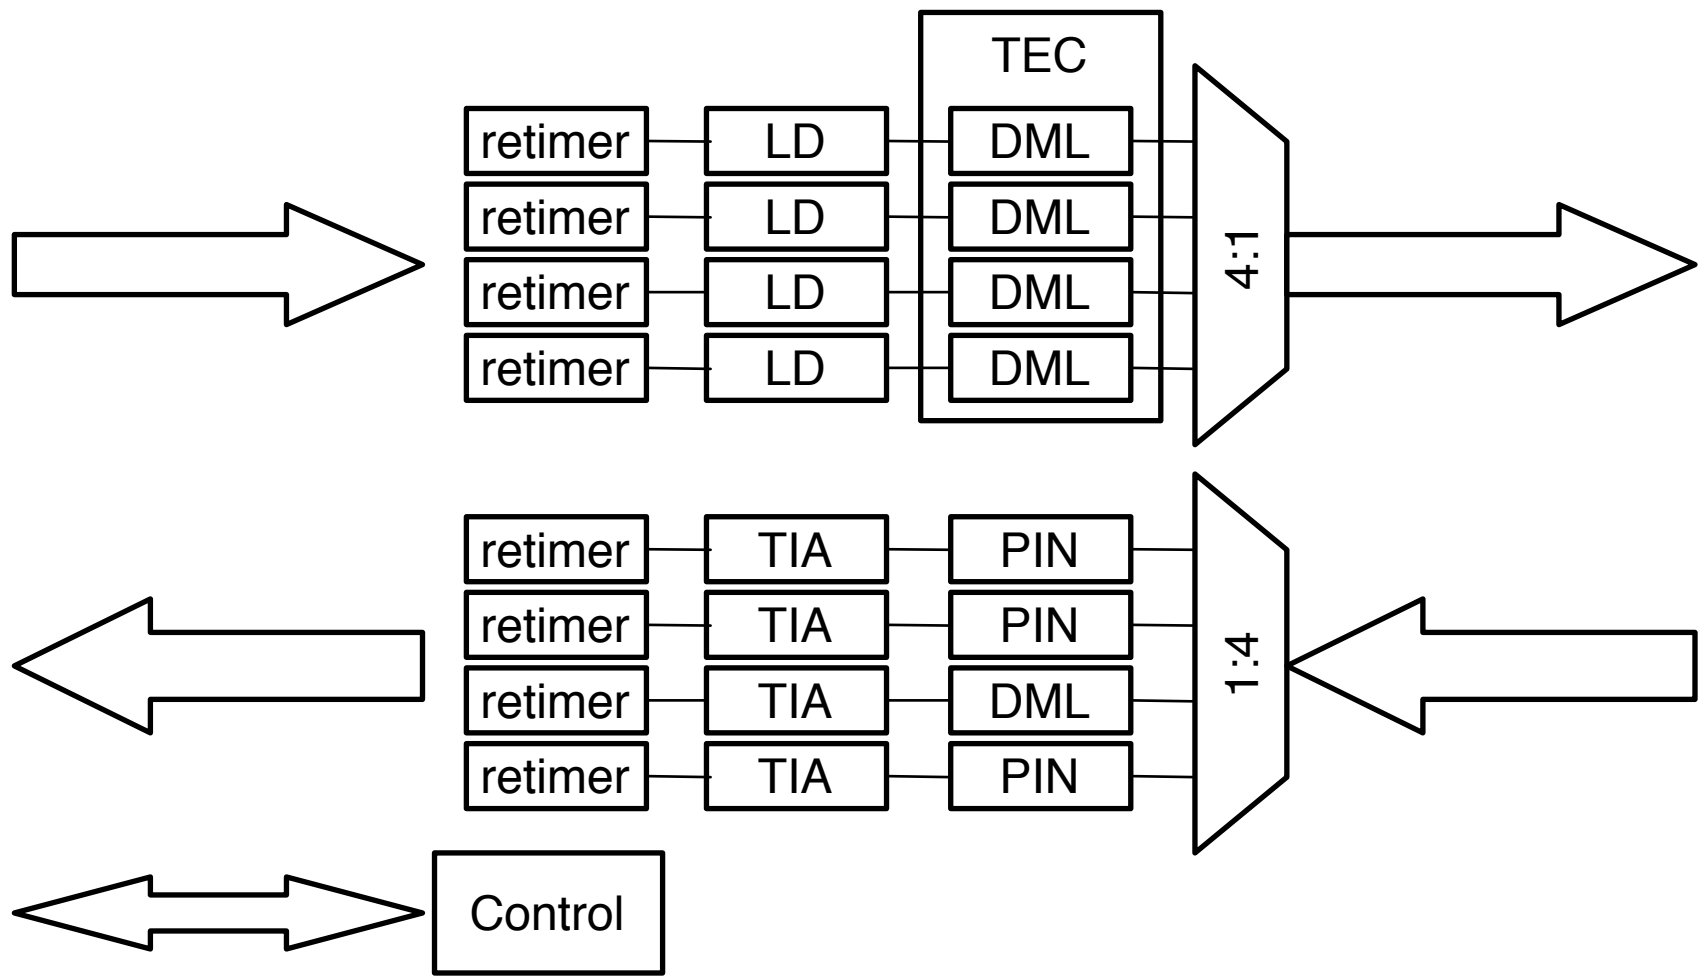 TEC
retimer LD DML
retimer LD DML
retimer LD DML
retimer LD DML
4:1
retimer TIA PIN
retimer TIA PIN
retimer TIA DML
retimer TIA PIN
1:4
Control